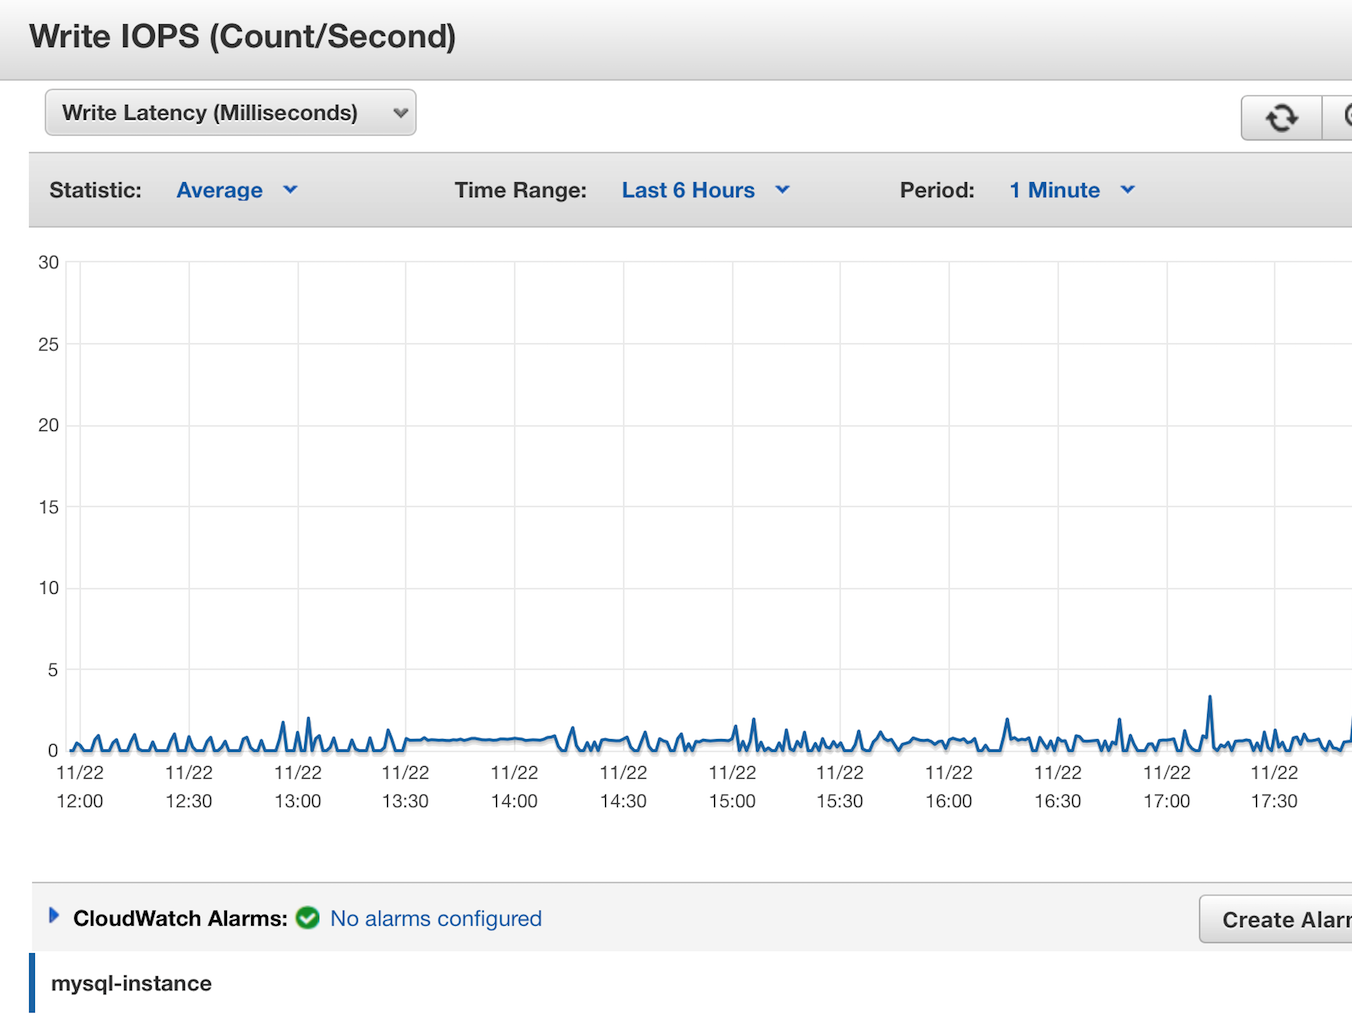 Write IOPS (Count/Second)
Write Latency (Milliseconds)
Statistic: Average Time Range: Last 6 Hours Period: 1 Minute
30
25
20
15
10
5
0
11/22 11/22 11/22 11/22 11/22 11/22 11/22 11/22 11/22 11/22 11/22 11/22
12:00 12:30 13:00 13:30 14:00 14:30 15:00 15:30 16:00 16:30 17:00 17:30
CloudWatch Alarms: No alarms configured Create Alarm
mysql-instance